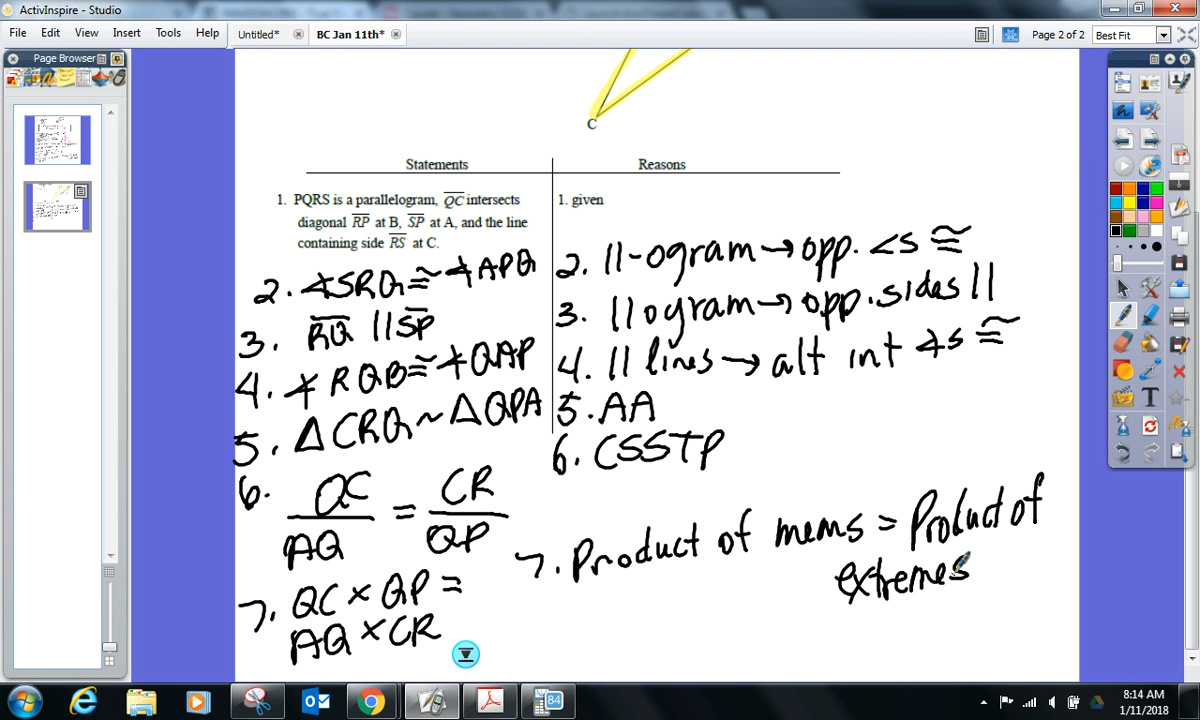 ActivInspire - Studio
File Edit View Insert Tools Help
Untitled*
BC Jan 11th*
Page 2 of 2
Best Fit
Page Browser
C
Statements
Reasons
1. PQRS is a parallelogram, QC intersects
diagonal RP at B, SP at A, and the line
containing side RS at C.
1. given
2. ∡SRQ ≅ ∡APQ
2. ||-ogram → opp. ∠s ≅
3. RQ || SP
3. ||ogram → opp. sides ||
4. ∡RQB ≅ ∡QAP
4. || lines → alt int ∡s ≅
5. △CRQ ~ △QPA
5. AA
6. QC/AQ = CR/QP
6. CSSTP
7. QC × QP =
AQ × CR
7. Product of mems = Product of
extremes
84
8:14 AM
1/11/2018